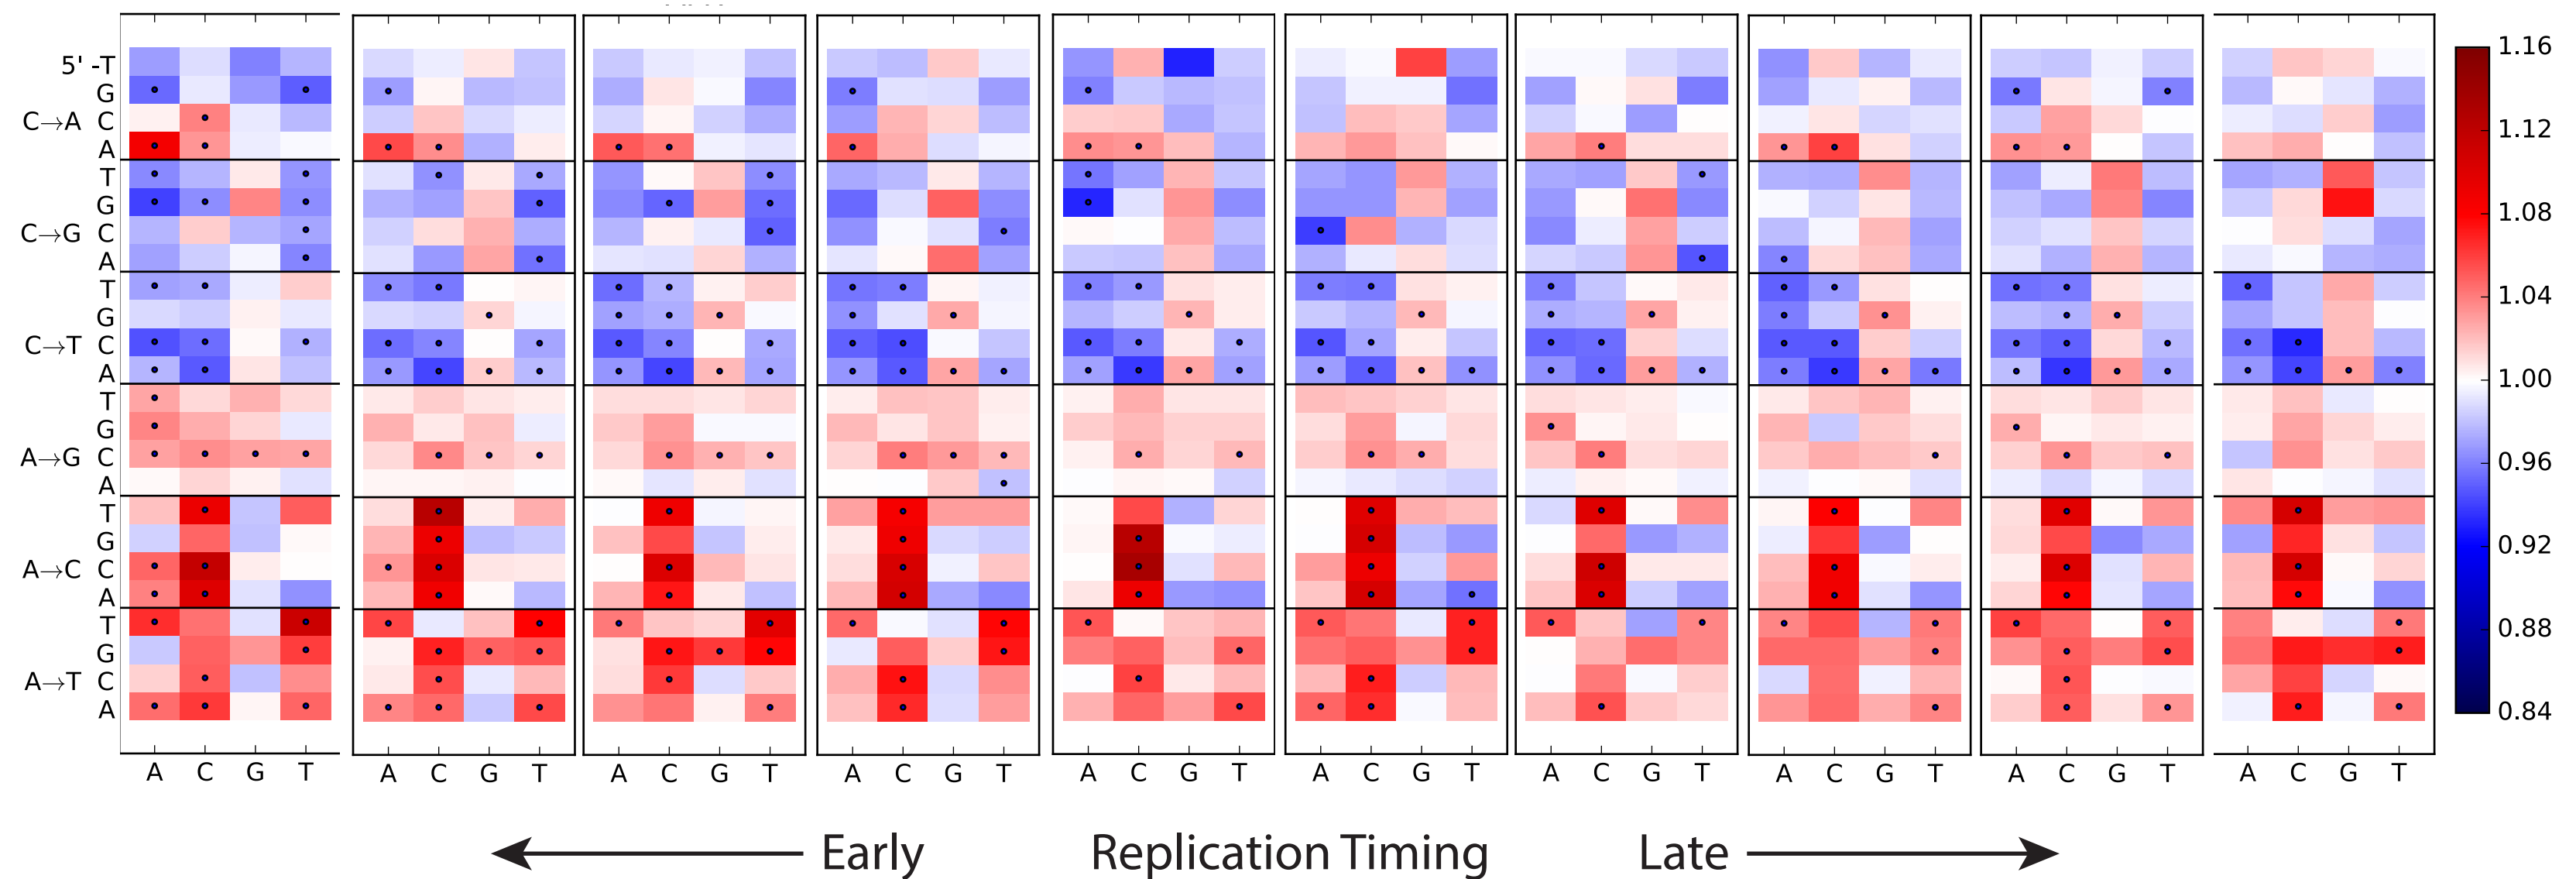 5' -T
G
C→A C
A
T
G
C→G C
A
T
G
C→T C
A
T
G
A→G C
A
T
G
A→C C
A
T
G
A→T C
A
1.16
1.12
1.08
1.04
1.00
0.96
0.92
0.88
0.84
A C G T A C G T A C G T A C G T A C G T A C G T A C G T A C G T A C G T A C G T
Early Replication Timing Late